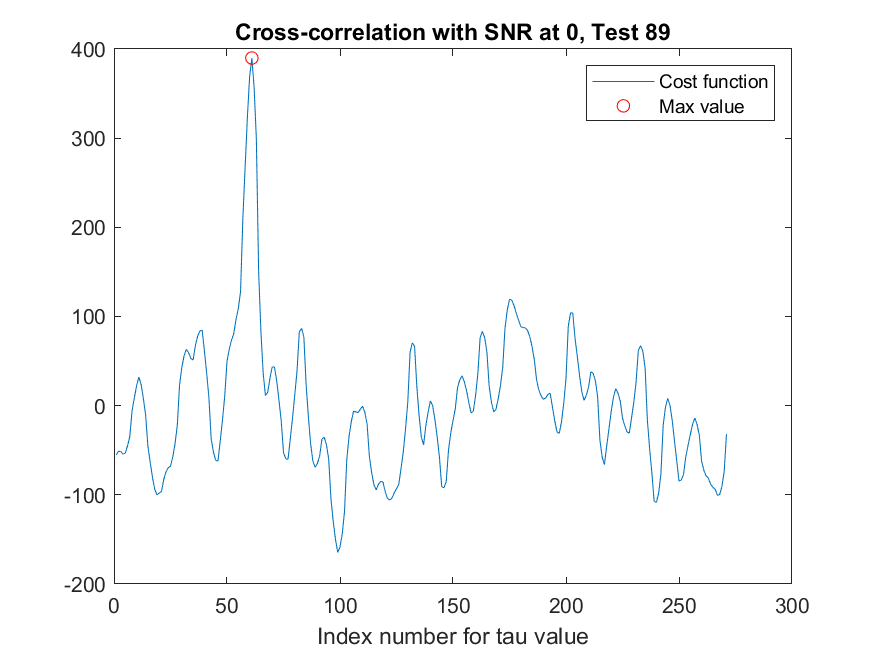 Cross-correlation with SNR at 0, Test 89
400
300
200
100
0
-100
-200
Cost function
Max value
0 50 100 150 200 250 300
Index number for tau value